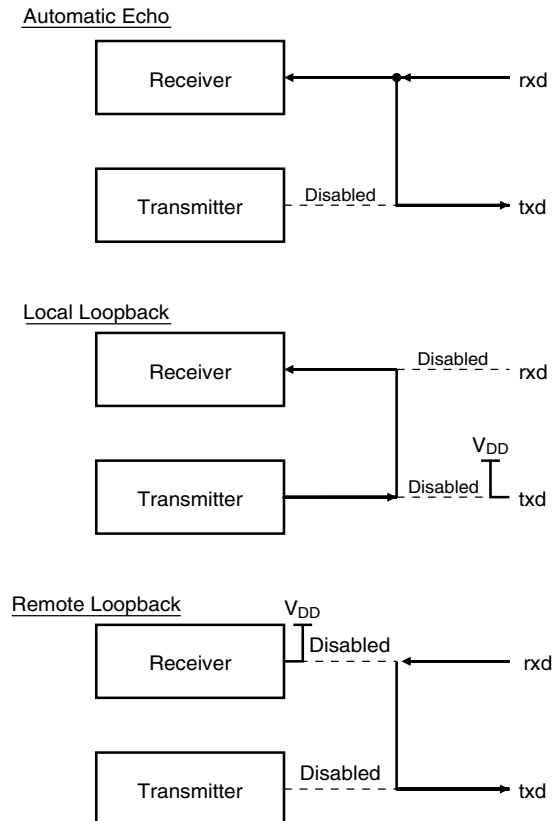 Automatic Echo
Receiver
rxd
Transmitter
Disabled
txd
Local Loopback
Receiver
Disabled
rxd
VDD
Transmitter
Disabled
txd
Remote Loopback
VDD
Receiver
Disabled
rxd
Transmitter
Disabled
txd